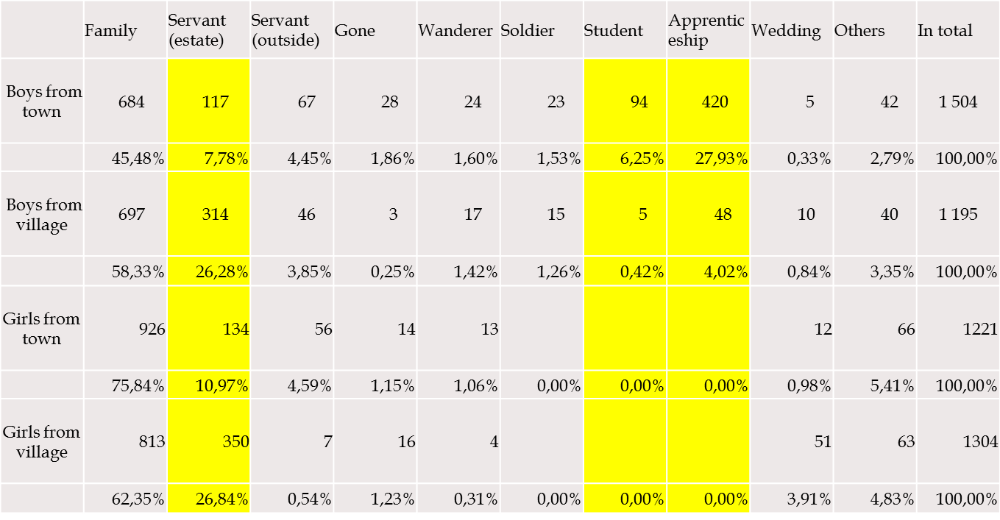 Family Servant (estate) Servant (outside) Gone Wanderer Soldier Student Apprentic eship Wedding Others In total
Boys from town 684 117 67 28 24 23 94 420 5 42 1 504
45,48% 7,78% 4,45% 1,86% 1,60% 1,53% 6,25% 27,93% 0,33% 2,79% 100,00%
Boys from village 697 314 46 3 17 15 5 48 10 40 1 195
58,33% 26,28% 3,85% 0,25% 1,42% 1,26% 0,42% 4,02% 0,84% 3,35% 100,00%
Girls from town 926 134 56 14 13 12 66 1221
75,84% 10,97% 4,59% 1,15% 1,06% 0,00% 0,00% 0,00% 0,98% 5,41% 100,00%
Girls from village 813 350 7 16 4 51 63 1304
62,35% 26,84% 0,54% 1,23% 0,31% 0,00% 0,00% 0,00% 3,91% 4,83% 100,00%